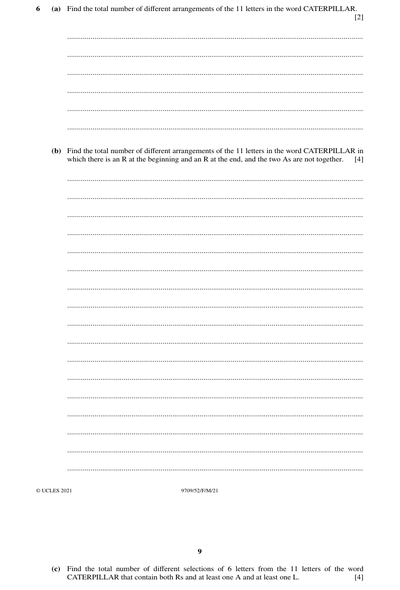 6 (a) Find the total number of different arrangements of the 11 letters in the word CATERPILLAR.
[2]
(b) Find the total number of different arrangements of the 11 letters in the word CATERPILLAR in
which there is an R at the beginning and an R at the end, and the two As are not together. [4]
© UCLES 2021 9709/52/F/M/21
9
(c) Find the total number of different selections of 6 letters from the 11 letters of the word
CATERPILLAR that contain both Rs and at least one A and at least one L. [4]